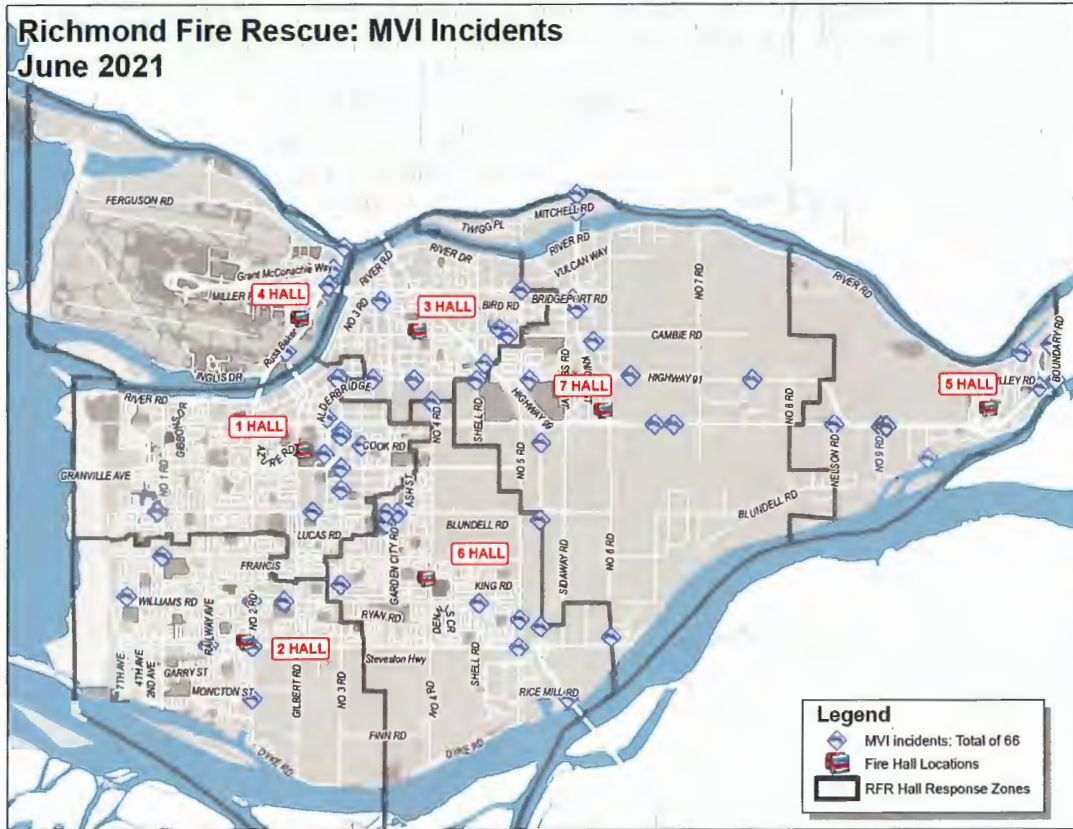 Richmond Fire Rescue: MVI Incidents
June 2021
FERGUSON RD
TWIGG PL
MITCHELL RD
RIVER DR
RIVER RD
RIVER RD
VULCAN WAY
Grant McConachie Way
MILLER
4 HALL
NO 3 RD
3 HALL
BIRD RD
BRIDGEPORT RD
NO 7 RD
RIVER RD
CAMBIE RD
Russ Baker
INGLIS DR
BOUNDARY RD
RIVER RD
ALDERBRIDGE
NO 4 RD
SHELL RD
HIGHWAY 99
7 HALL
HIGHWAY 91
NO 8 RD
5 HALL
1 HALL
COOK RD
GRANVILLE AVE
NO 1 RD
ASH ST
NO 5 RD
NELSON RD
NO 9 RD
BLUNDELL RD
LUCAS RD
GARDEN CITY RD
BLUNDELL RD
6 HALL
SIDAWAY RD
NO 6 RD
FRANCIS
KING RD
WILLIAMS RD
RAILWAY AVE
NO 2 RD
RYAN RD
2 HALL
Steveston Hwy
SHELL RD
7TH AVE
4TH AVE
2ND AVE
GARRY ST
MONCTON ST
GILBERT RD
NO 3 RD
NO 4 RD
RICE MILL RD
FINN RD
DYKE RD
DYKE RD
Legend
MVI incidents: Total of 66
Fire Hall Locations
RFR Hall Response Zones